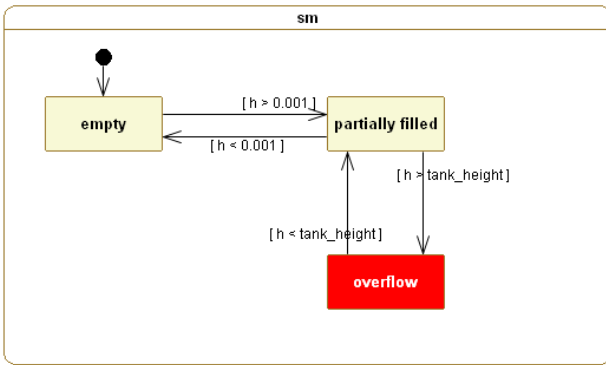 sm
[ h > 0.001 ]
empty
partially filled
[ h < 0.001 ]
[ h > tank_height ]
[ h < tank_height ]
overflow